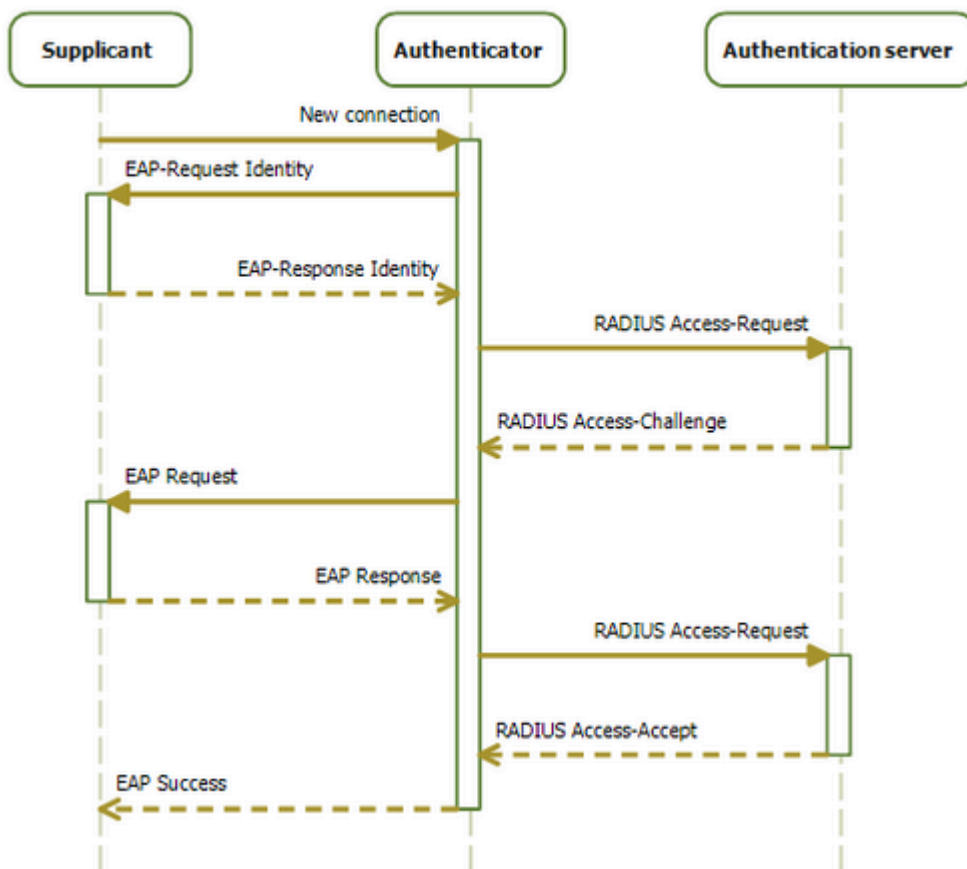 Supplicant
Authenticator
Authentication server
New connection
EAP-Request Identity
EAP-Response Identity
RADIUS Access-Request
RADIUS Access-Challenge
EAP Request
EAP Response
RADIUS Access-Request
RADIUS Access-Accept
EAP Success